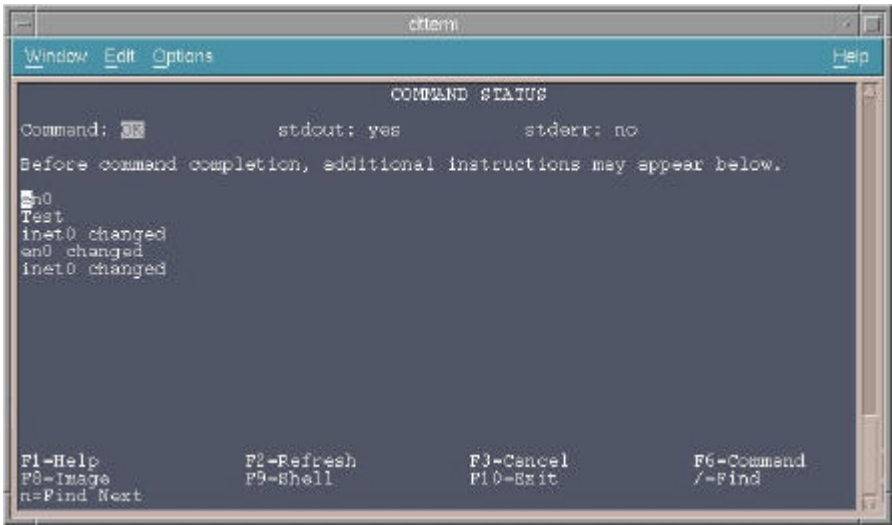 dtterm
Window Edit Options Help
COMMAND STATUS
Command: OK stdout: yes stderr: no
Before command completion, additional instructions may appear below.
en0
Test
inet0 changed
en0 changed
inet0 changed
F1=Help F2=Refresh F3=Cancel F6=Command
F8=Image F9=Shell F10=Exit /=Find
n=Find Next